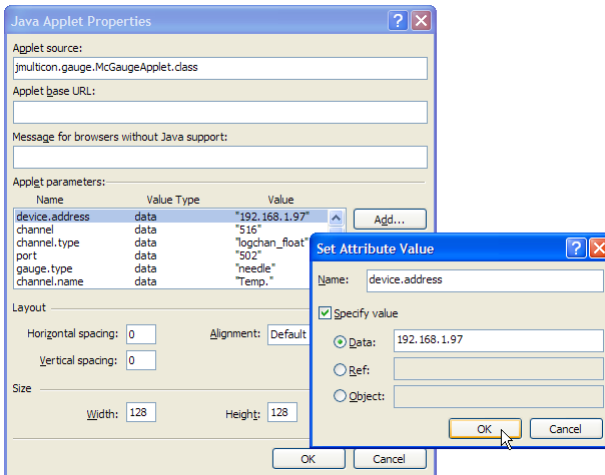 Java Applet Properties
Applet source:
jmulticon.gauge.McGaugeApplet.class
Applet base URL:
Message for browsers without Java support:
Applet parameters:
Name Value Type Value
device.address data "192.168.1.97"
channel data "516"
channel.type data "logchan_float"
port data "502"
gauge.type data "needle"
channel.name data "Temp."
Add...
Layout
Horizontal spacing: 0 Alignment: Default
Vertical spacing: 0
Size
Width: 128 Height: 128
OK Cancel
Set Attribute Value
Name: device.address
Specify value
Data: 192.168.1.97
Ref:
Object:
OK Cancel